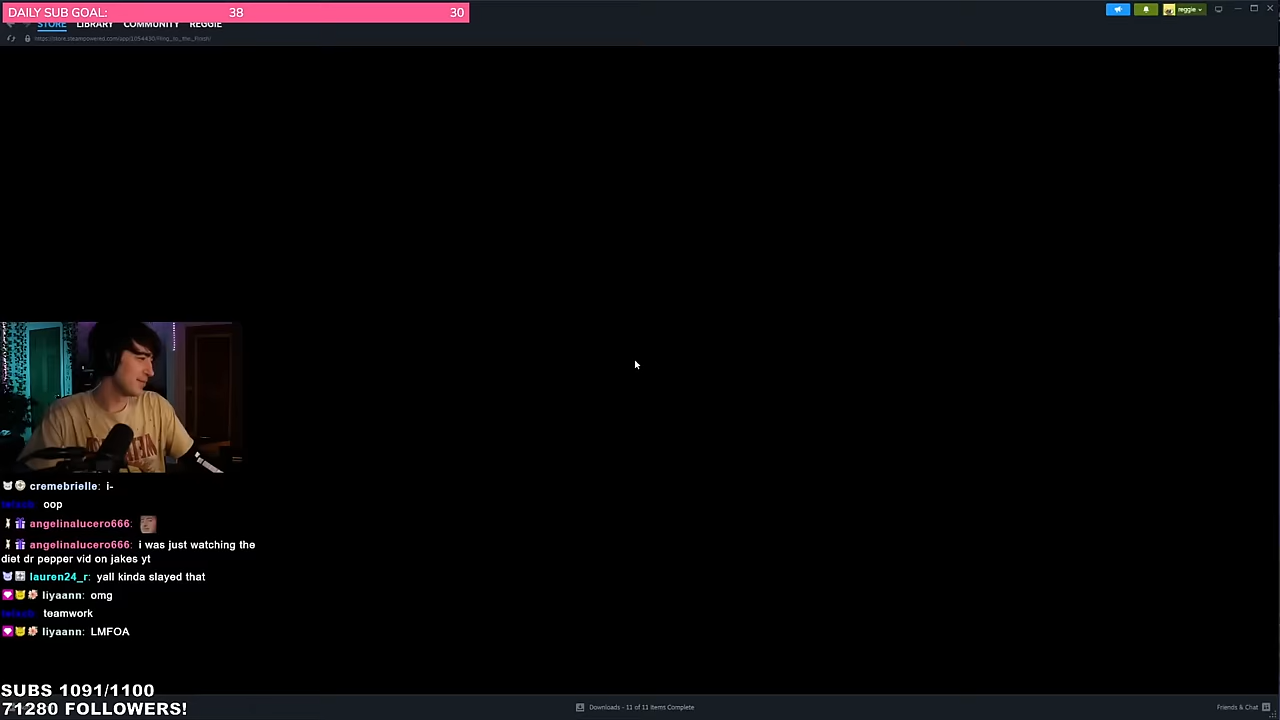 DAILY SUB GOAL: 38 30
STORE LIBRARY COMMUNITY REGGIE
reggie
cremebrielle: i-
oop
angelinalucero666:
angelinalucero666: i was just watching the
diet dr pepper vid on jakes yt
lauren24_r: yall kinda slayed that
liyaann: omg
teamwork
liyaann: LMFOA
SUBS 1091/1100
71280 FOLLOWERS!
Downloads - 11 of 11 Items Complete
Friends & Chat